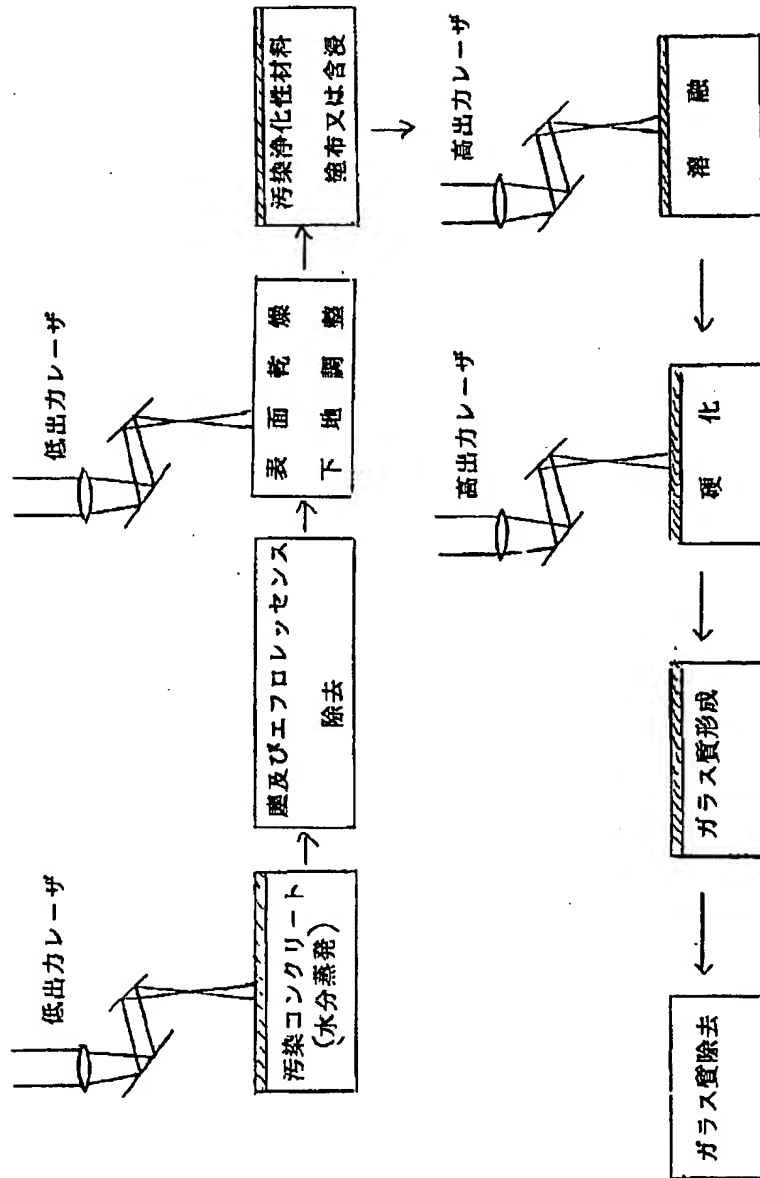 低出力レーザ
汚染コンクリート
(水分蒸発)
塵及びエフロレッセンス
除去
低出力レーザ
表面乾燥
下地調整
汚染浄化性材料
塗布又は含浸
高出力レーザ
溶融
高出力レーザ
硬化
ガラス質形成
ガラス質除去